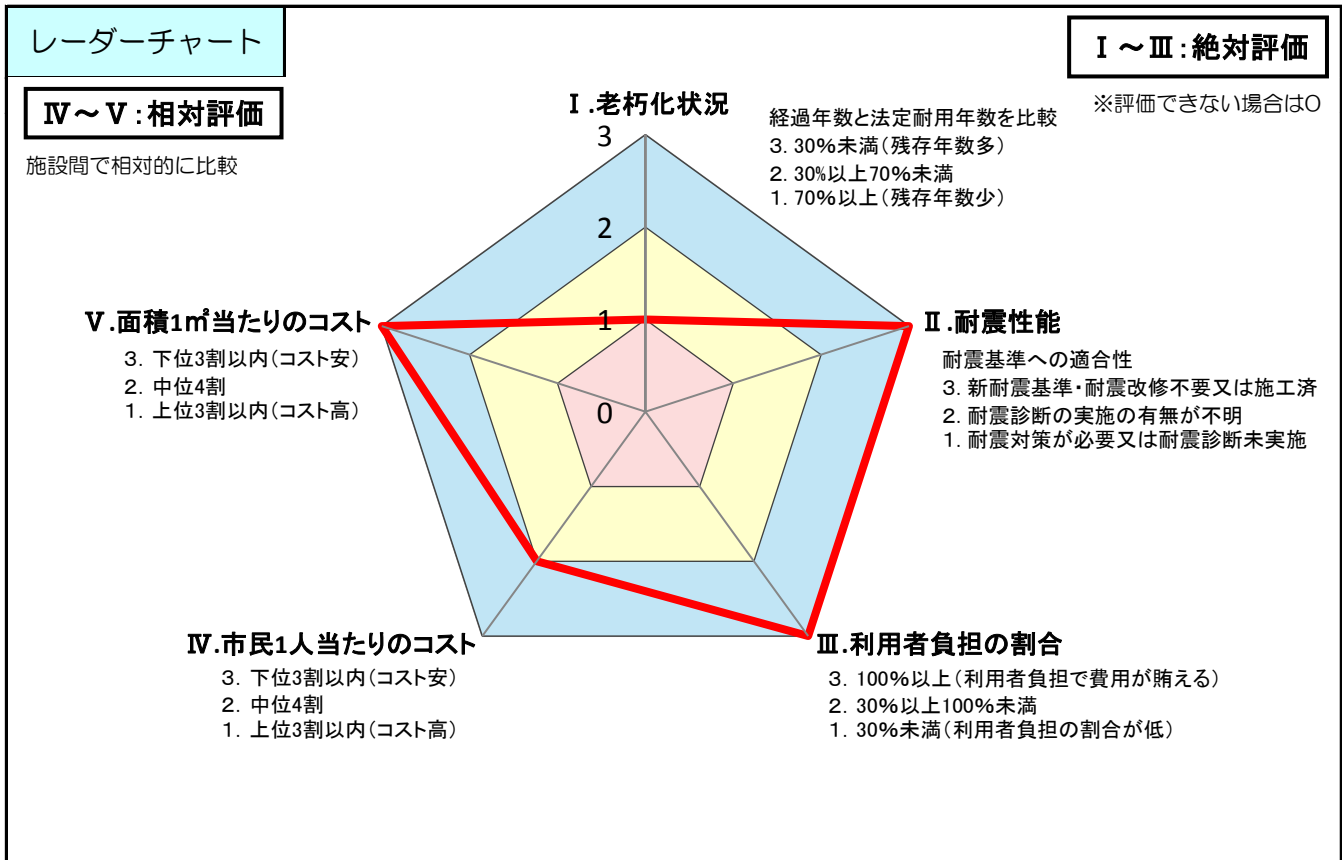 レーダーチャート
Ⅰ~Ⅲ:絶対評価
※評価できない場合は0
Ⅳ~Ⅴ:相対評価
施設間で相対的に比較
Ⅰ.老朽化状況
経過年数と法定耐用年数を比較
3. 30%未満(残存年数多)
2. 30%以上70%未満
1. 70%以上(残存年数少)
3
2
1
0
Ⅱ.耐震性能
耐震基準への適合性
3. 新耐震基準・耐震改修不要又は施工済
2. 耐震診断の実施の有無が不明
1. 耐震対策が必要又は耐震診断未実施
Ⅴ.面積1㎡当たりのコスト
3. 下位3割以内(コスト安)
2. 中位4割
1. 上位3割以内(コスト高)
Ⅳ.市民1人当たりのコスト
3. 下位3割以内(コスト安)
2. 中位4割
1. 上位3割以内(コスト高)
Ⅲ.利用者負担の割合
3. 100%以上(利用者負担で費用が賄える)
2. 30%以上100%未満
1. 30%未満(利用者負担の割合が低)